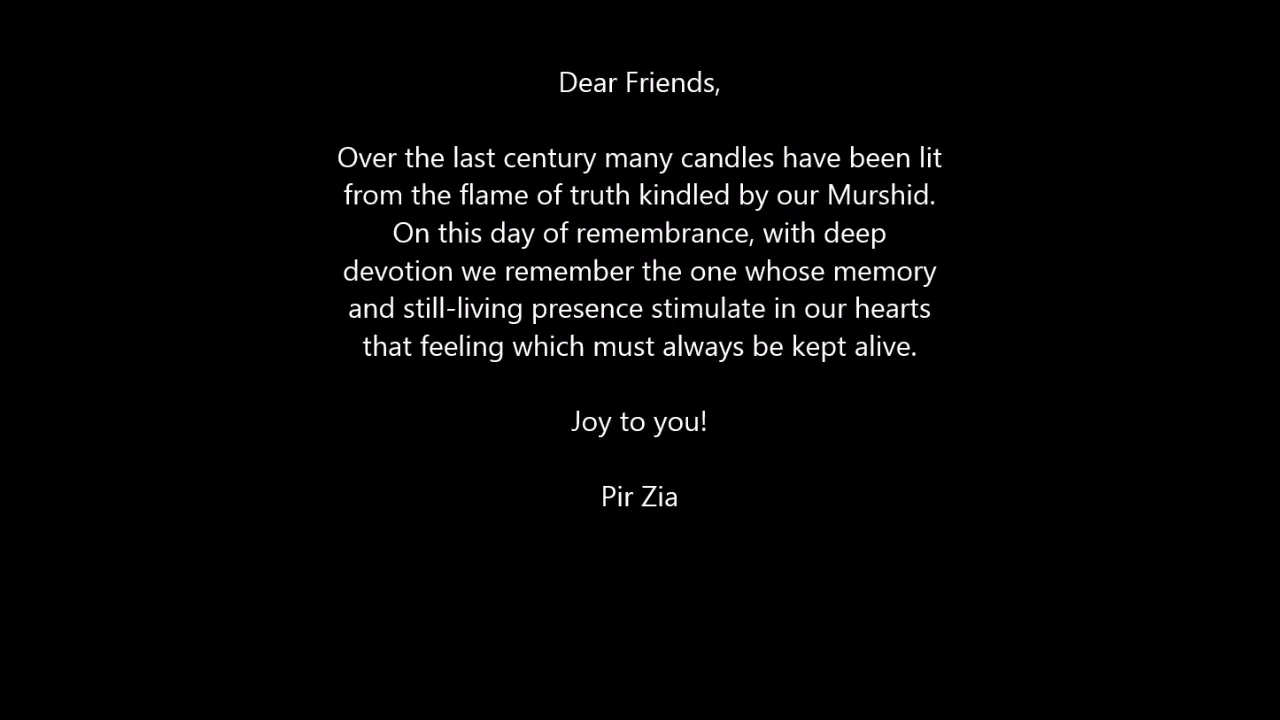 Dear Friends,
Over the last century many candles have been lit
from the flame of truth kindled by our Murshid.
On this day of remembrance, with deep
devotion we remember the one whose memory
and still-living presence stimulate in our hearts
that feeling which must always be kept alive.
Joy to you!
Pir Zia